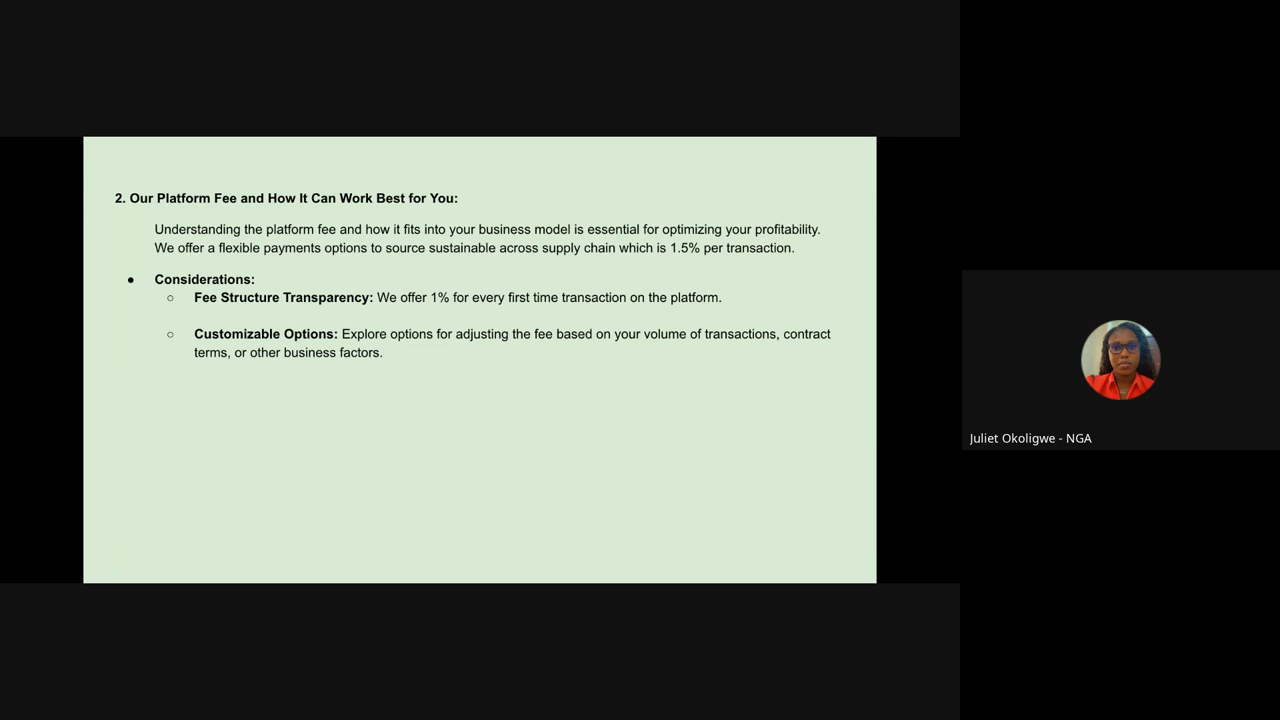 2. Our Platform Fee and How It Can Work Best for You:
Understanding the platform fee and how it fits into your business model is essential for optimizing your profitability.
We offer a flexible payments options to source sustainable across supply chain which is 1.5% per transaction.
● Considerations:
○ Fee Structure Transparency: We offer 1% for every first time transaction on the platform.
○ Customizable Options: Explore options for adjusting the fee based on your volume of transactions, contract
terms, or other business factors.
Juliet Okoligwe - NGA